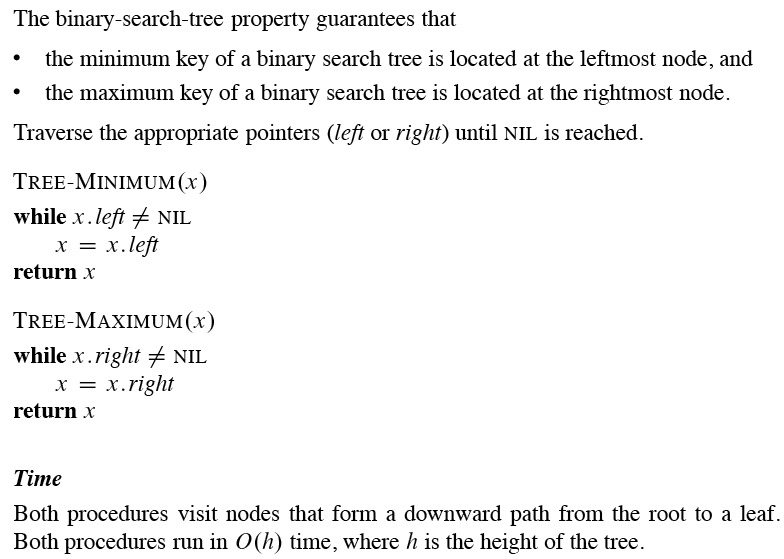 The binary-search-tree property guarantees that
• the minimum key of a binary search tree is located at the leftmost node, and
• the maximum key of a binary search tree is located at the rightmost node.
Traverse the appropriate pointers (left or right) until NIL is reached.
TREE-MINIMUM(x)
while x.left ≠ NIL
x = x.left
return x
TREE-MAXIMUM(x)
while x.right ≠ NIL
x = x.right
return x
Time
Both procedures visit nodes that form a downward path from the root to a leaf.
Both procedures run in O(h) time, where h is the height of the tree.